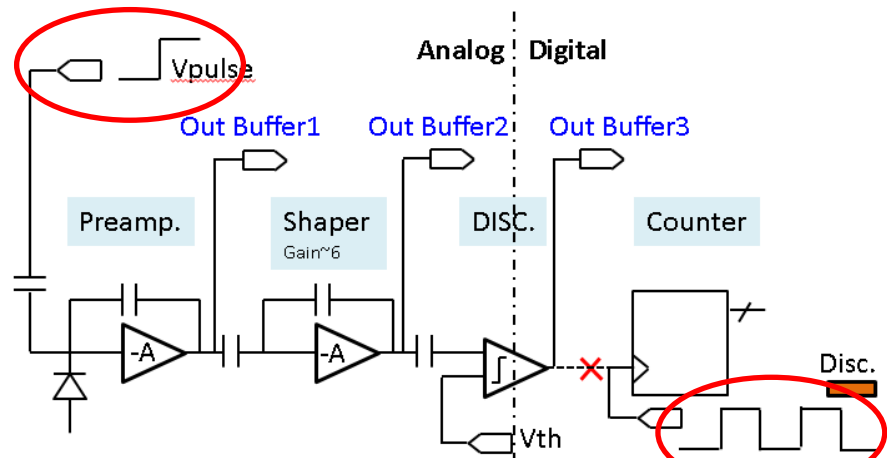 Analog Digital
Vpulse
Out Buffer1
Out Buffer2
Out Buffer3
Preamp.
Shaper
Gain~6
DISC.
Counter
-A
-A
Disc.
Vth